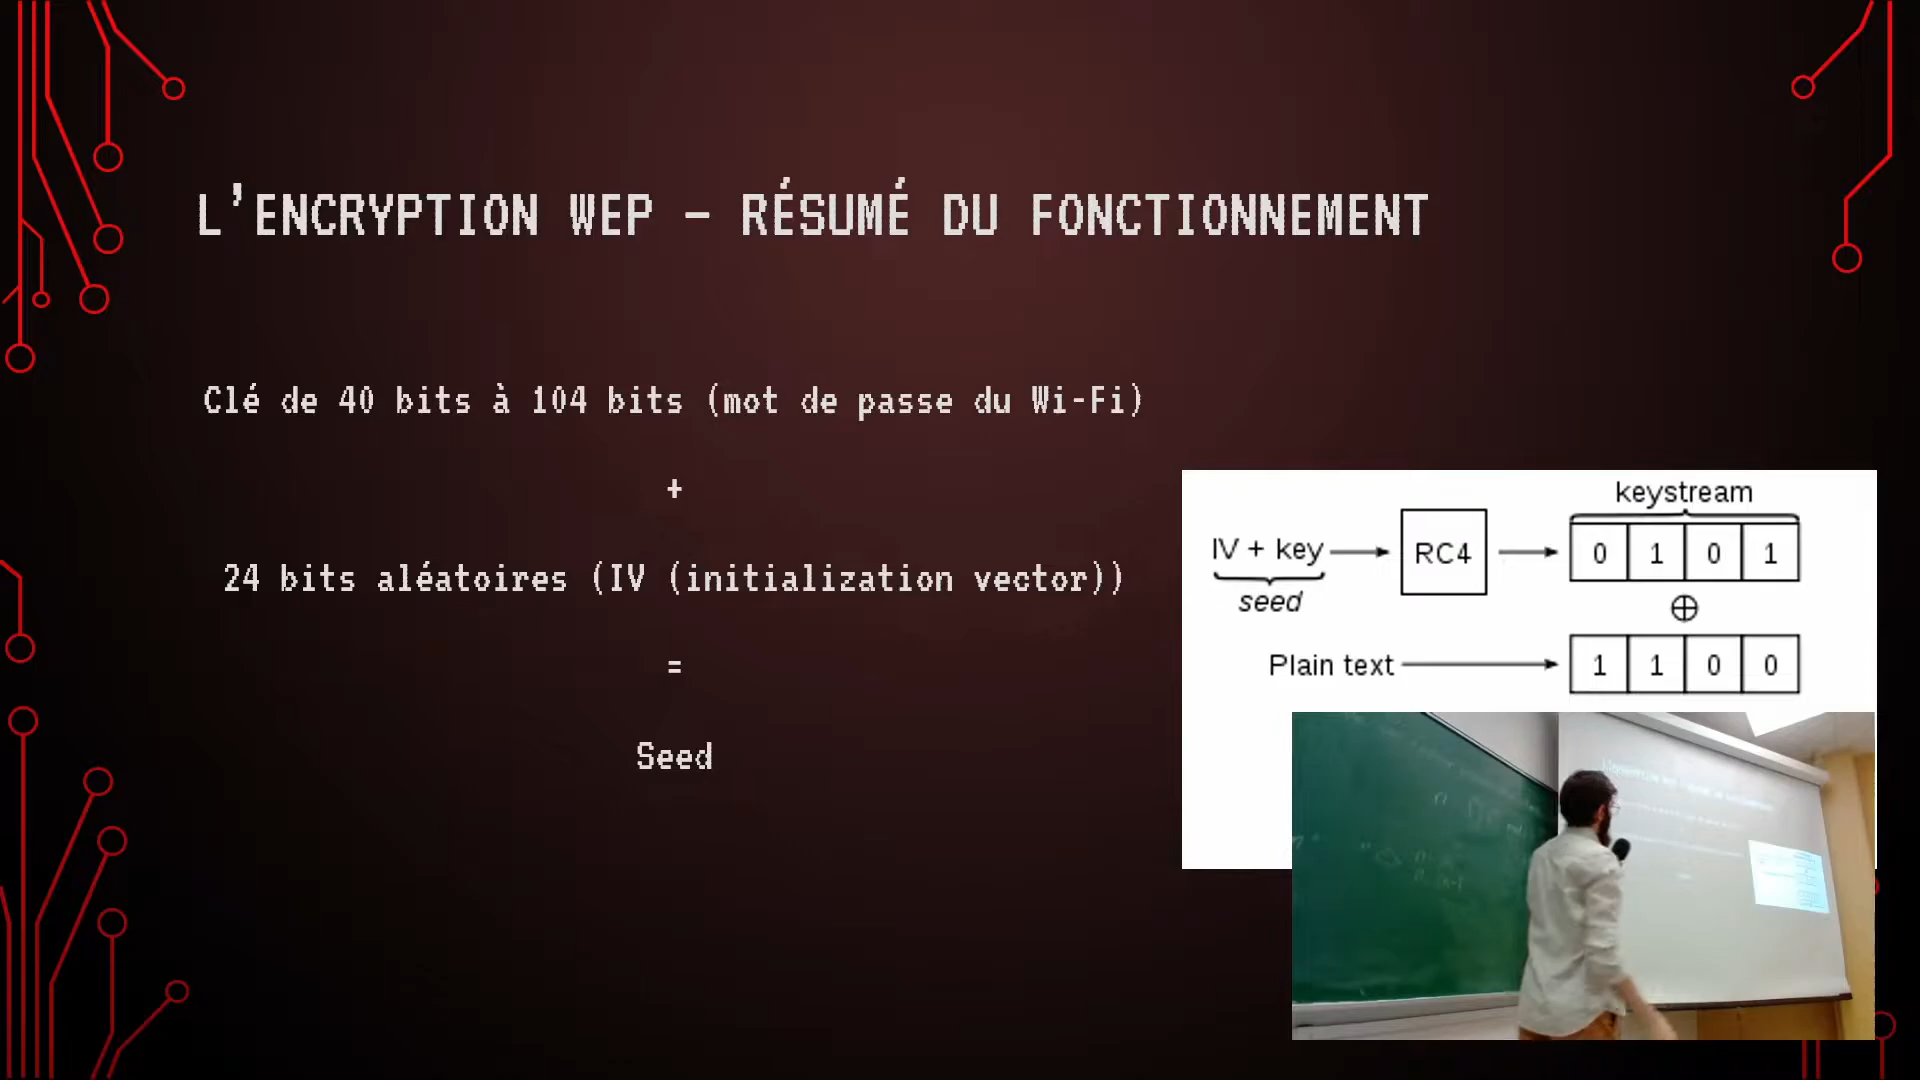 L'ENCRYPTION WEP – RÉSUMÉ DU FONCTIONNEMENT
Clé de 40 bits à 104 bits (mot de passe du Wi-Fi)
+
24 bits aléatoires (IV (initialization vector))
=
Seed
keystream
IV + key
RC4
0 1 0 1
seed
⊕
Plain text
1 1 0 0